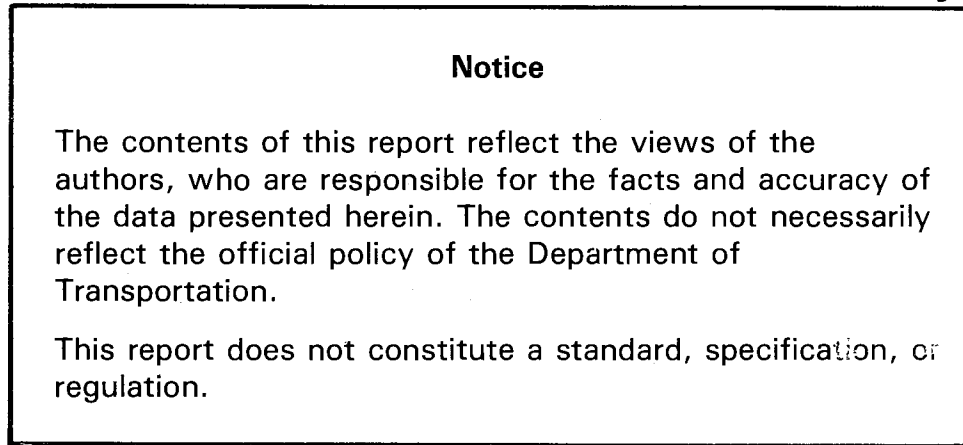 Notice
The contents of this report reflect the views of the
authors, who are responsible for the facts and accuracy of
the data presented herein. The contents do not necessarily
reflect the official policy of the Department of
Transportation.
This report does not constitute a standard, specification, or
regulation.